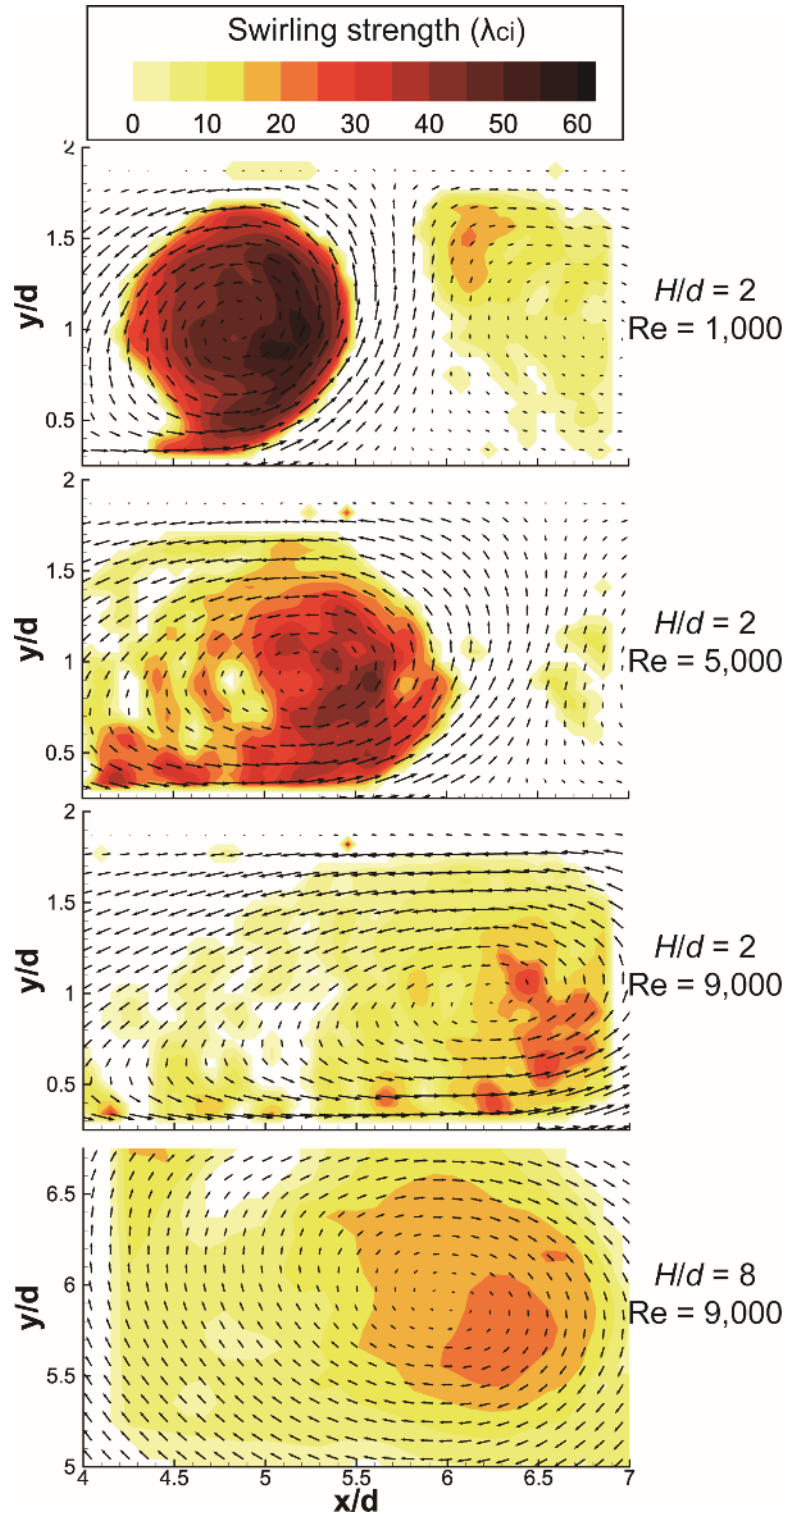 Swirling strength (λci)
0 10 20 30 40 50 60
2
1.5
1
0.5
y/d
H/d = 2
Re = 1,000
2
1.5
1
0.5
y/d
H/d = 2
Re = 5,000
2
1.5
1
0.5
y/d
H/d = 2
Re = 9,000
6.5
6
5.5
5
y/d
H/d = 8
Re = 9,000
4 4.5 5 5.5 6 6.5 7
x/d